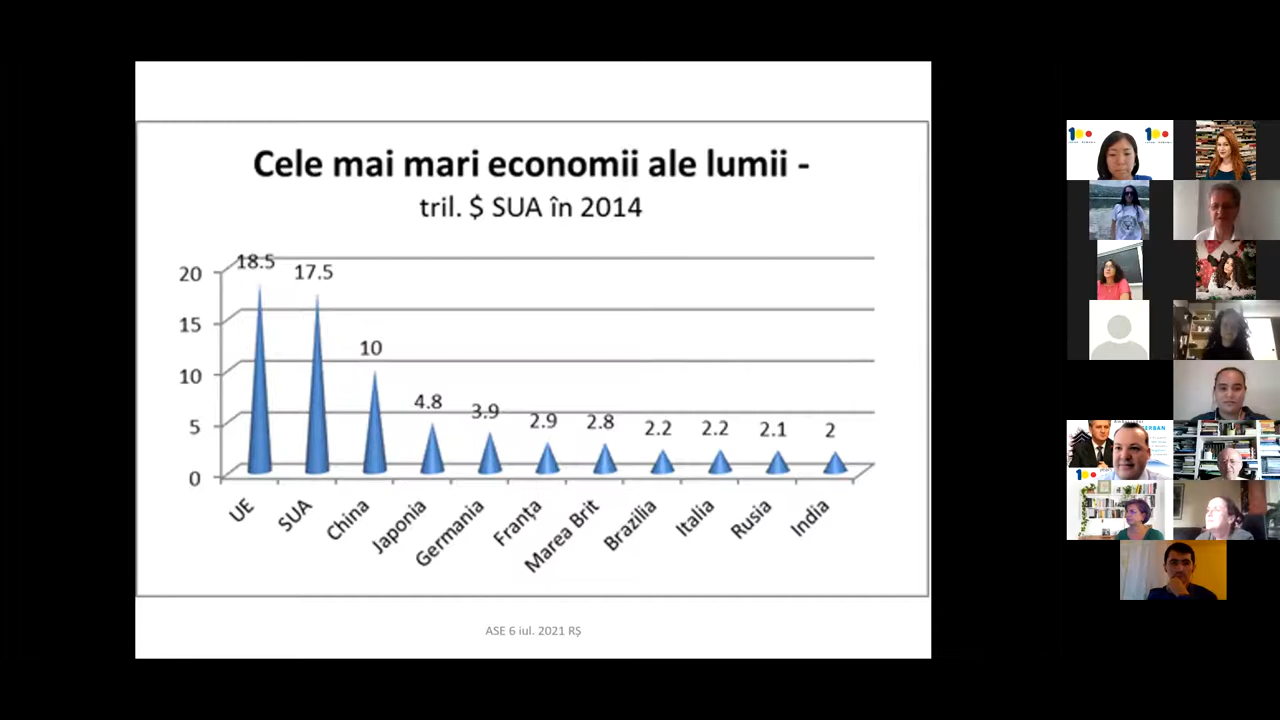 Cele mai mari economii ale lumii -
tril. $ SUA în 2014
20
15
10
5
0
18.5
17.5
10
4.8
3.9
2.9
2.8
2.2
2.2
2.1
2
UE
SUA
China
Japonia
Germania
Franța
Marea Brit
Brazilia
Italia
Rusia
India
ASE 6 iul. 2021 RȘ